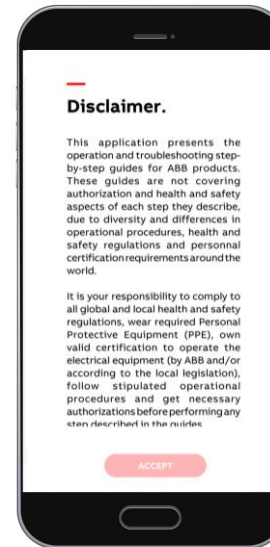 Disclaimer.
This application presents the
operation and troubleshooting step-
by-step guides for ABB products.
These guides are not covering
authorization and health and safety
aspects of each step they describe,
due to diversity and differences in
operational procedures, health and
safety regulations and personnal
certification requirements around the
world.
It is your responsibility to comply to
all global and local health and safety
regulations, wear required Personal
Protective Equipment (PPE), own
valid certification to operate the
electrical equipment (by ABB and/or
according to the local legislation),
follow stipulated operational
procedures and get necessary
authorizations before performing any
step described in the guides
ACCEPT